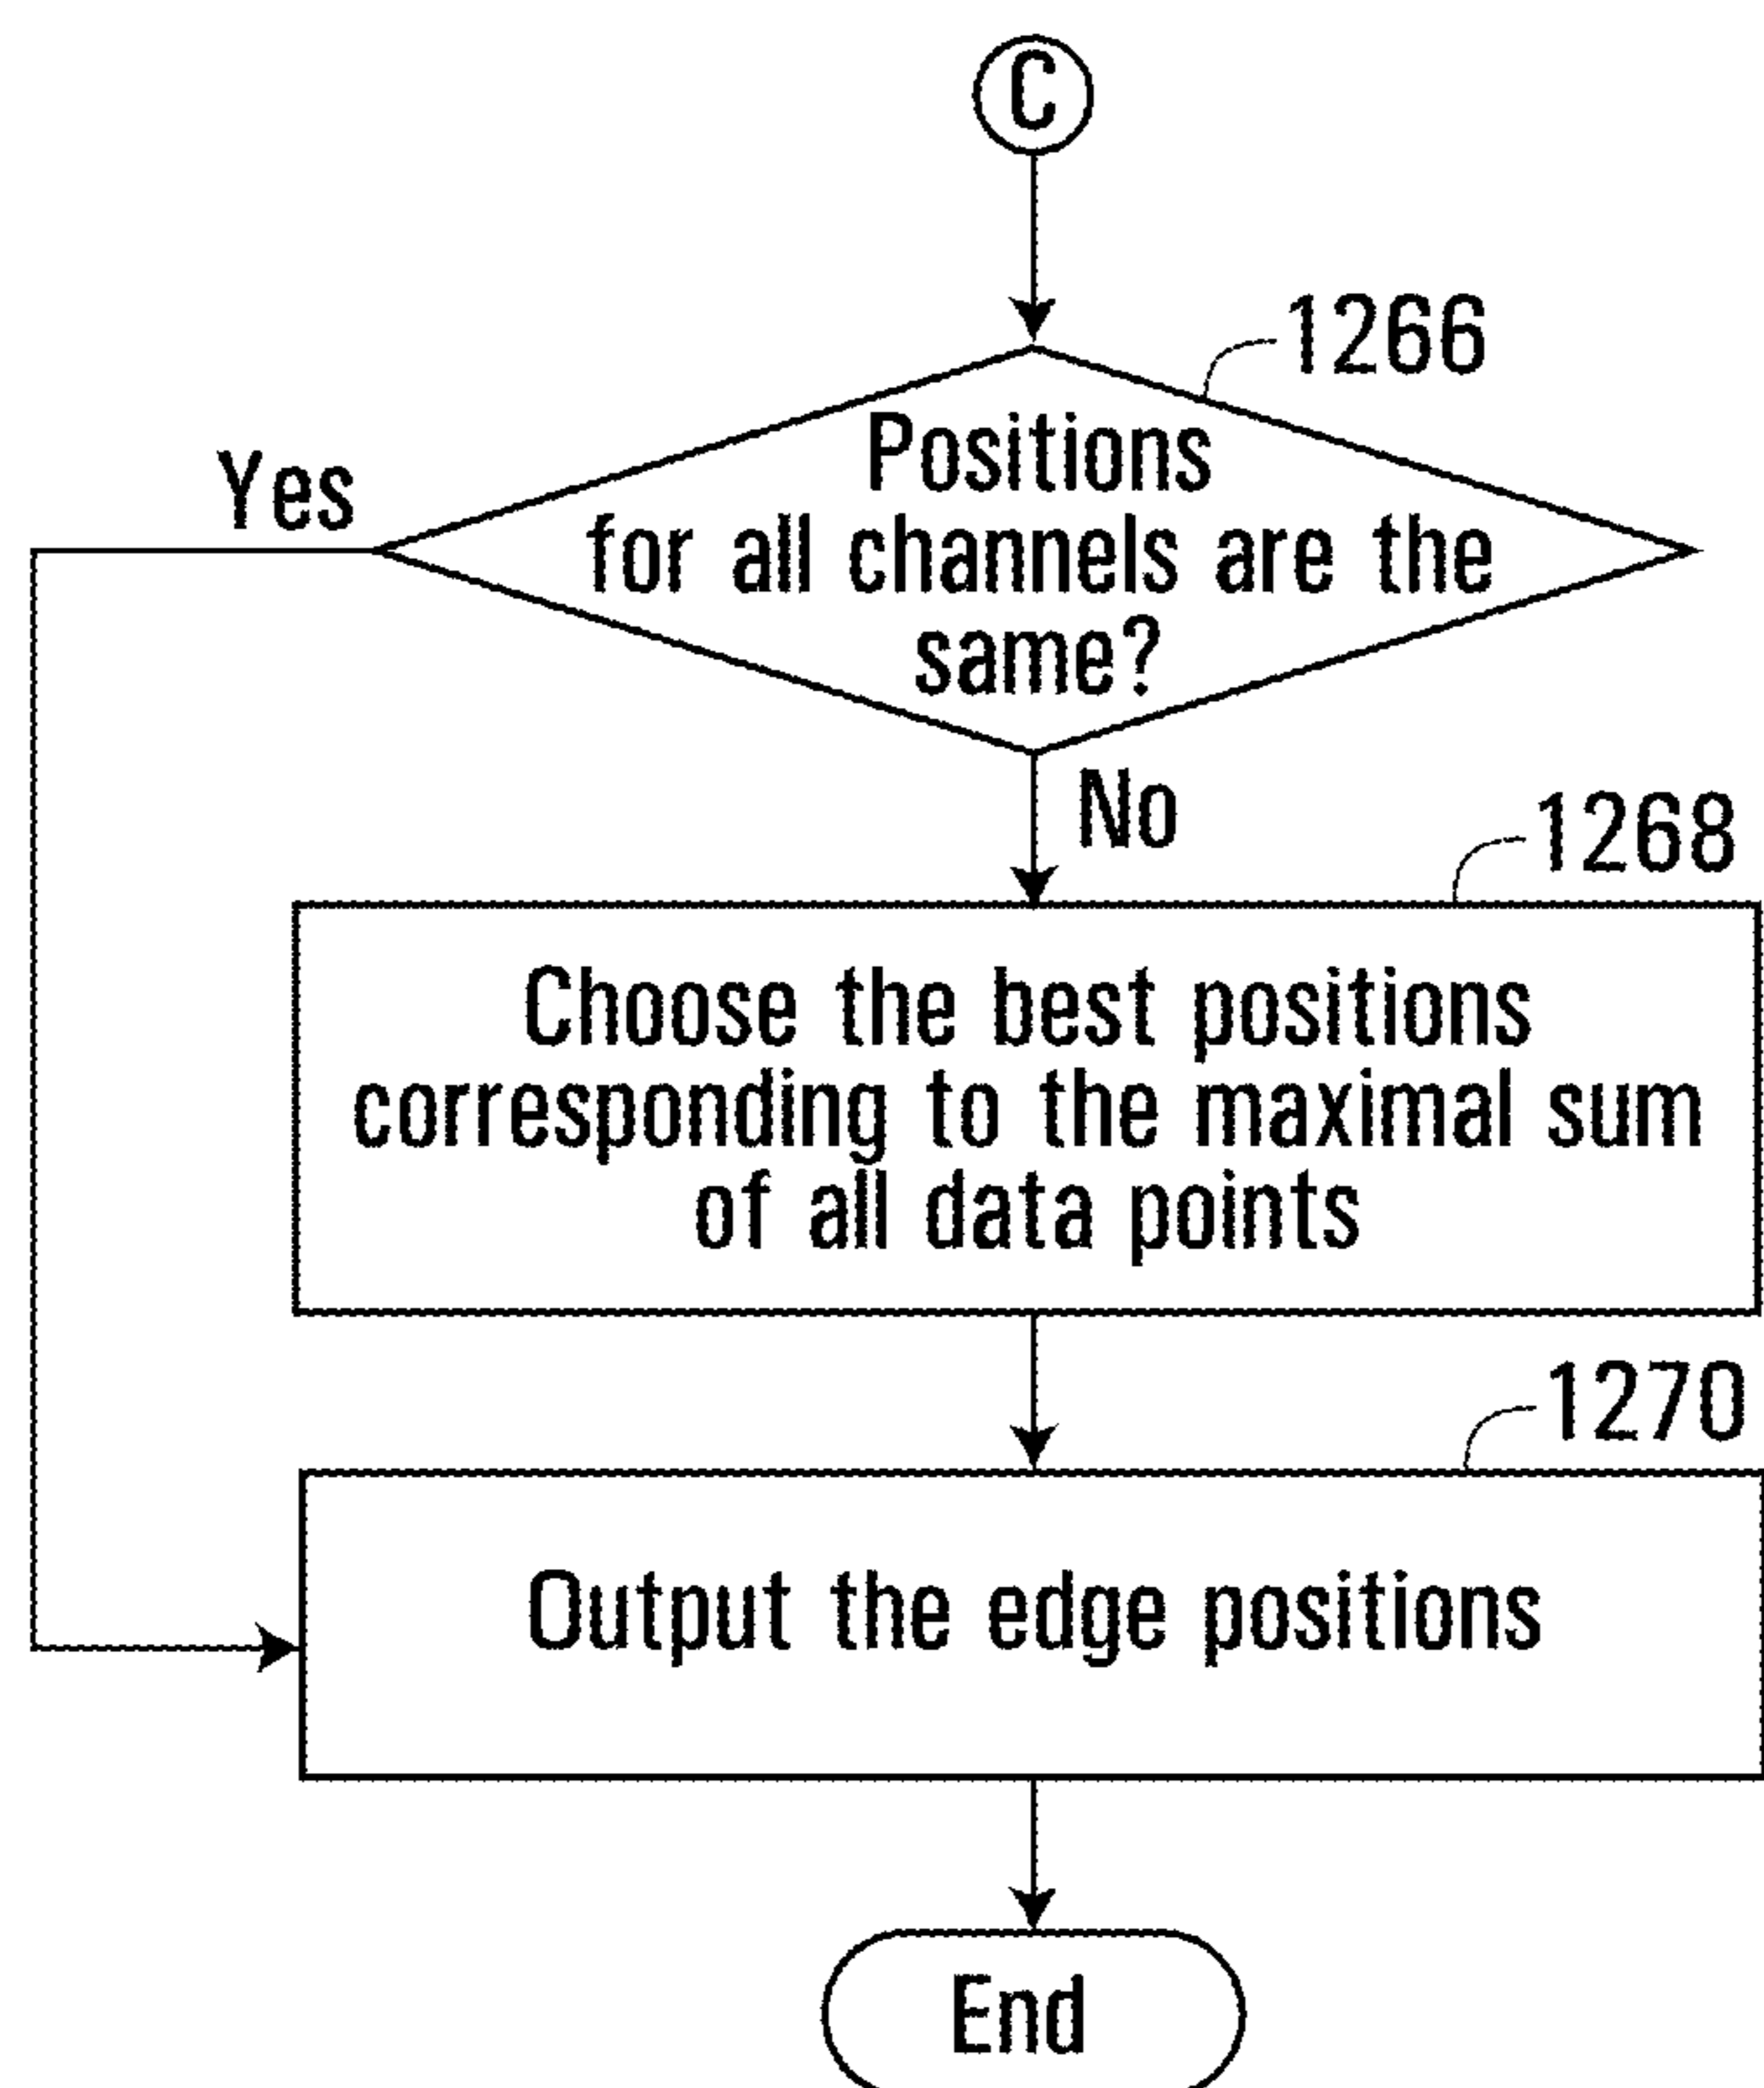 C
1266
Positions
for all channels are the
same?
Yes
No
1268
Choose the best positions
corresponding to the maximal sum
of all data points
1270
Output the edge positions
End